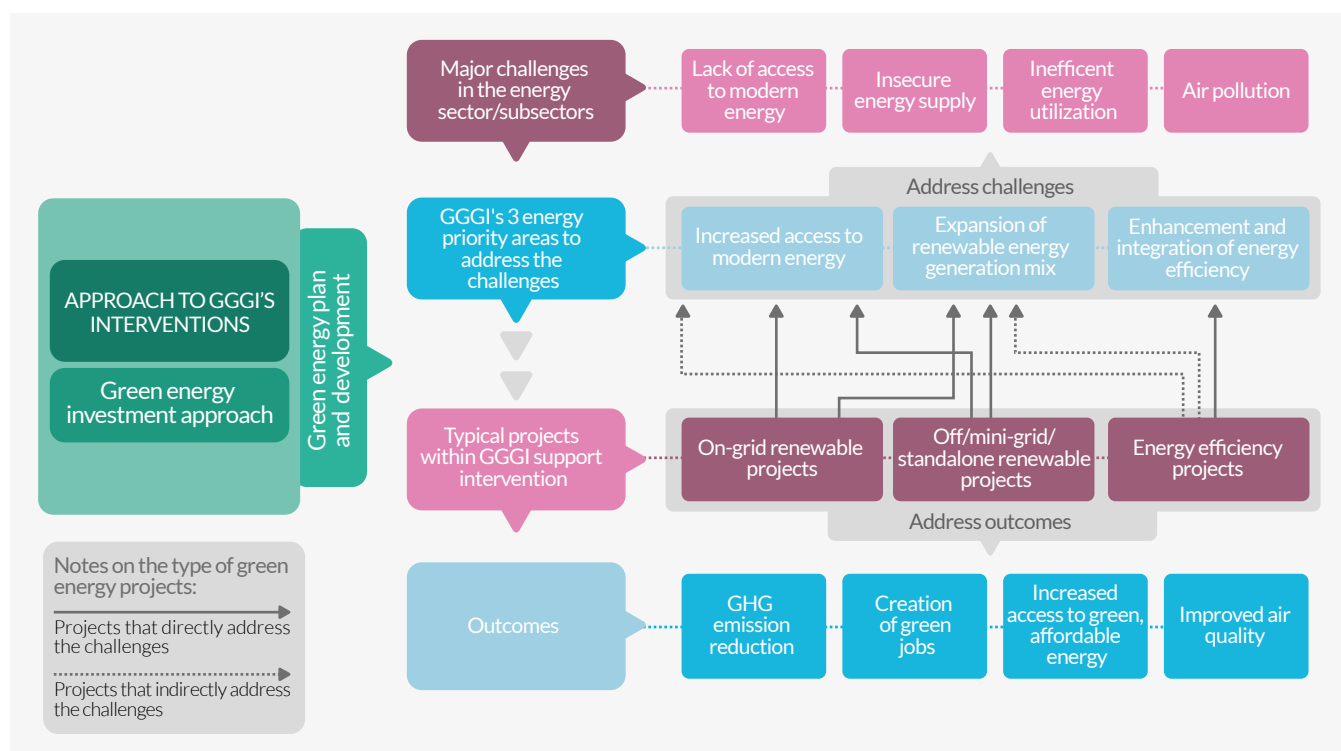 Major challenges
in the energy
sector/subsectors
Lack of access
to modern
energy
Insecure
energy supply
Inefficent
energy
utilization
Air pollution
Address challenges
GGGI's 3 energy
priority areas to
address the
challenges
Increased access to
modern energy
Expansion of
renewable energy
generation mix
Enhancement and
integration of energy
efficiency
APPROACH TO GGGI'S
INTERVENTIONS
Green energy
investment approach
Green energy plan
and development
Typical projects
within GGGI support
intervention
On-grid renewable
projects
Off/mini-grid/
standalone renewable
projects
Energy efficiency
projects
Address outcomes
Notes on the type of green
energy projects:
Projects that directly address
the challenges
Projects that indirectly address
the challenges
Outcomes
GHG
emission
reduction
Creation
of green
jobs
Increased
access to green,
affordable
energy
Improved air
quality